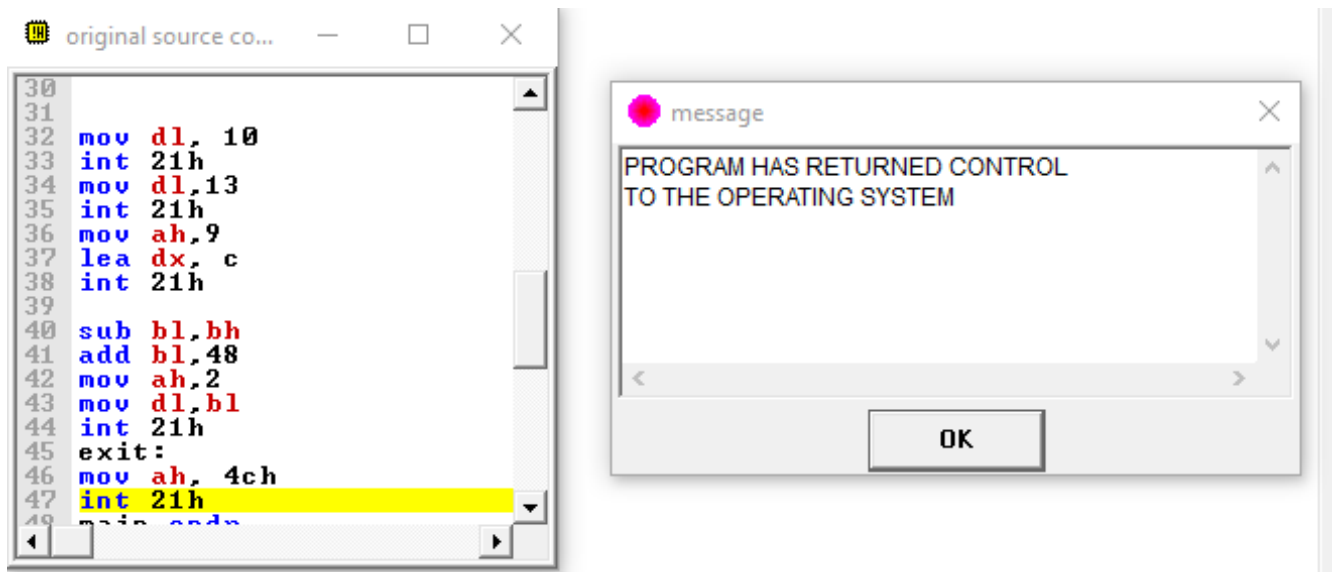 original source co...
30
31
32 mov dl, 10
33 int 21h
34 mov dl,13
35 int 21h
36 mov ah,9
37 lea dx, c
38 int 21h
39
40 sub bl,bh
41 add bl,48
42 mov ah,2
43 mov dl,bl
44 int 21h
45 exit:
46 mov ah, 4ch
47 int 21h
48 main endp
message
PROGRAM HAS RETURNED CONTROL
TO THE OPERATING SYSTEM
OK